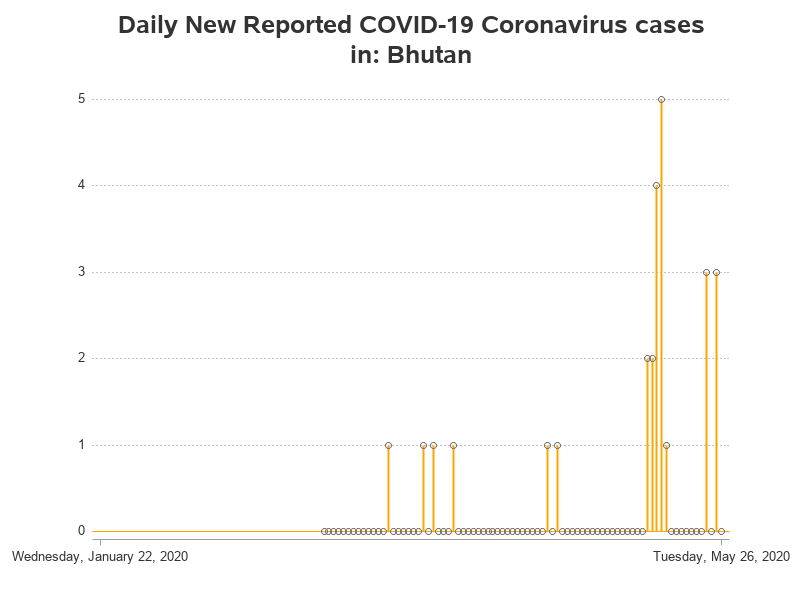 Daily New Reported COVID-19 Coronavirus cases
in: Bhutan
5
4
3
2
1
0
Wednesday, January 22, 2020
Tuesday, May 26, 2020